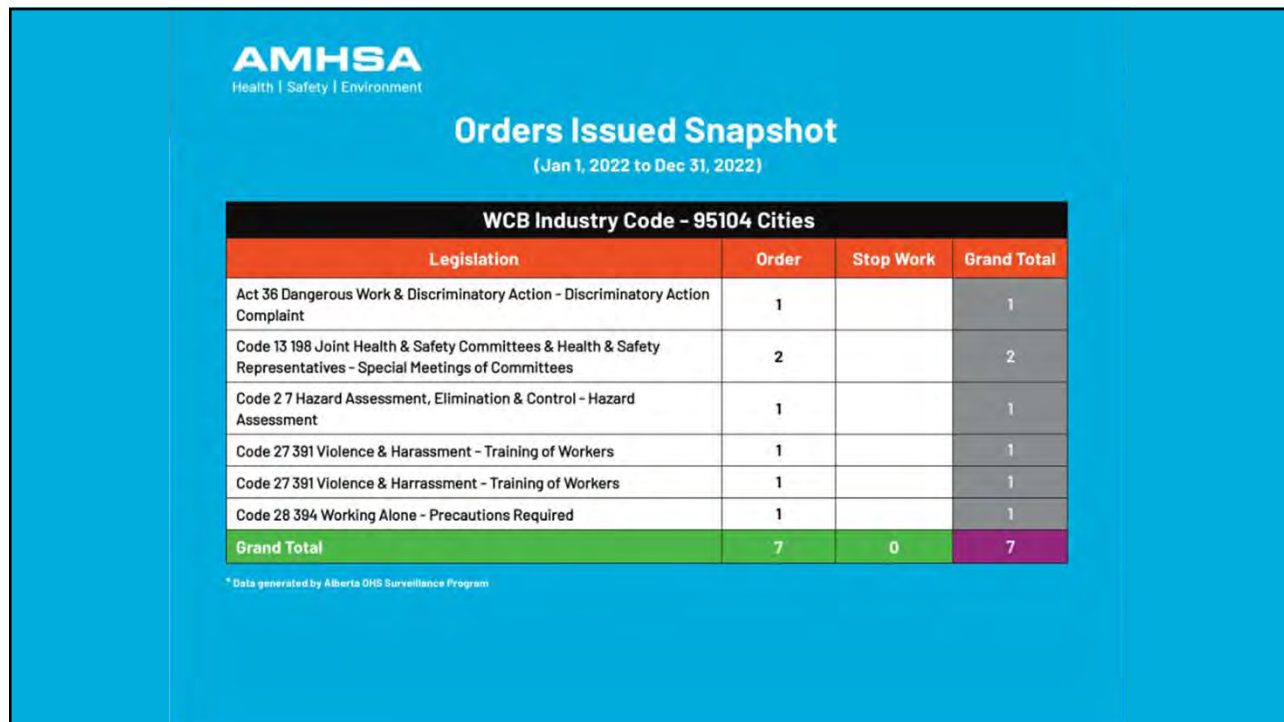 AMHSA
Health | Safety | Environment
Orders Issued Snapshot
(Jan 1, 2022 to Dec 31, 2022)
WCB Industry Code - 95104 Cities
Legislation Order Stop Work Grand Total
Act 36 Dangerous Work & Discriminatory Action - Discriminatory Action
Complaint 1 1
Code 13 198 Joint Health & Safety Committees & Health & Safety
Representatives - Special Meetings of Committees 2 2
Code 2 7 Hazard Assessment, Elimination & Control - Hazard
Assessment 1 1
Code 27 391 Violence & Harassment - Training of Workers 1 1
Code 27 391 Violence & Harrassment - Training of Workers 1 1
Code 28 394 Working Alone - Precautions Required 1 1
Grand Total 7 0 7
* Data generated by Alberta OHS Surveillance Program